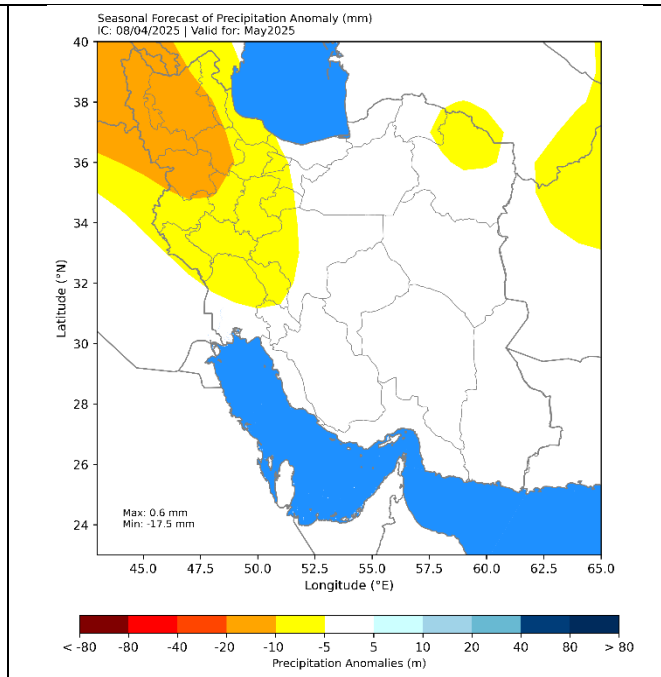 Seasonal Forecast of Precipitation Anomaly (mm)
IC: 08/04/2025 | Valid for: May2025
40
38
36
34
32
30
28
26
24
Latitude (°N)
Max: 0.6 mm
Min: -17.5 mm
45.0 47.5 50.0 52.5 55.0 57.5 60.0 62.5 65.0
Longitude (°E)
< -80 -80 -40 -20 -10 -5 5 10 20 40 80 > 80
Precipitation Anomalies (m)